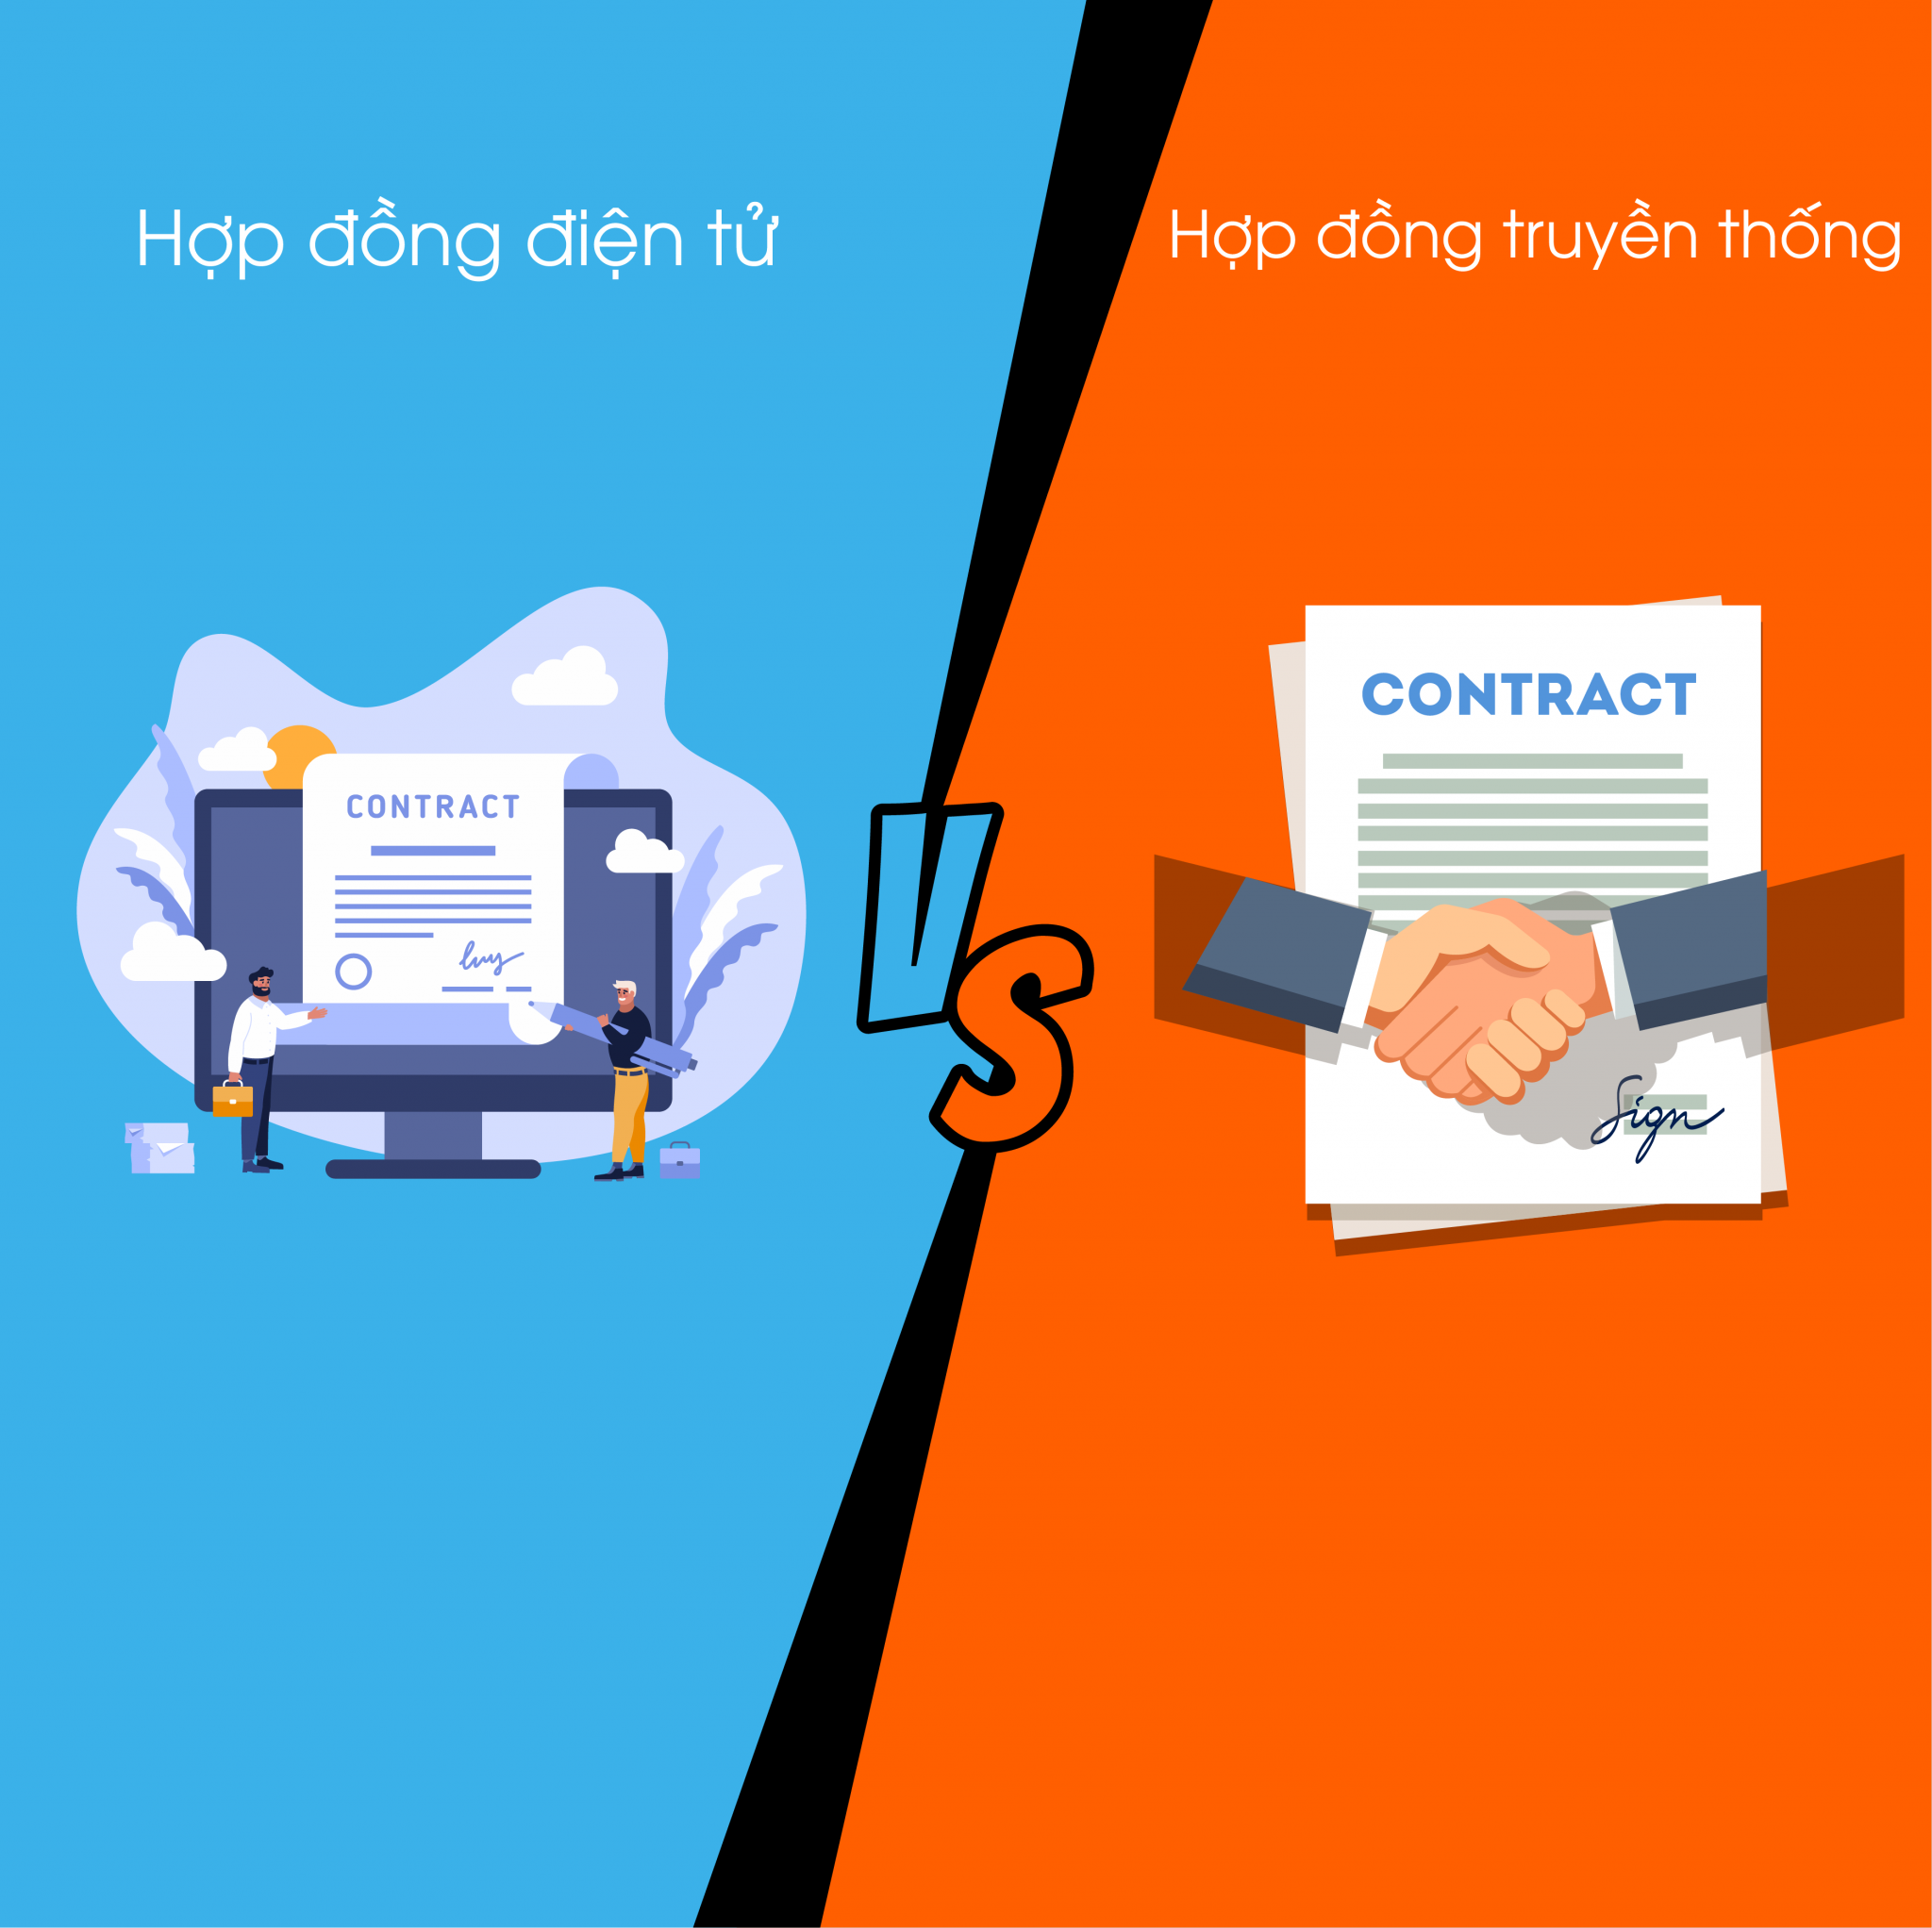 Hợp đồng điện tử
Hợp đồng truyền thống
CONTRACT
CONTRACT
VS
Sign